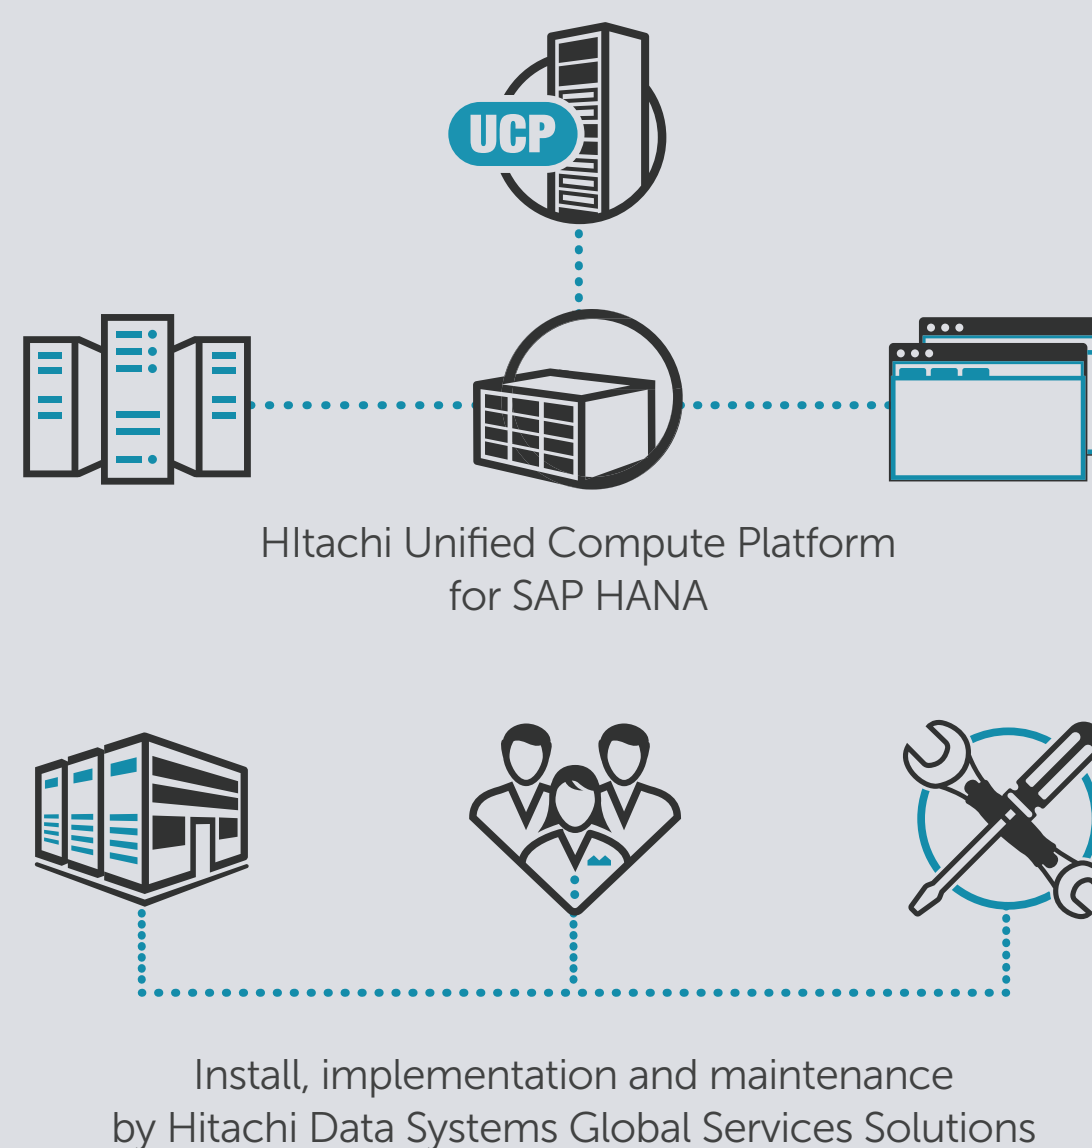 UCP
HItachi Unified Compute Platform
for SAP HANA
Install, implementation and maintenance
by Hitachi Data Systems Global Services Solutions